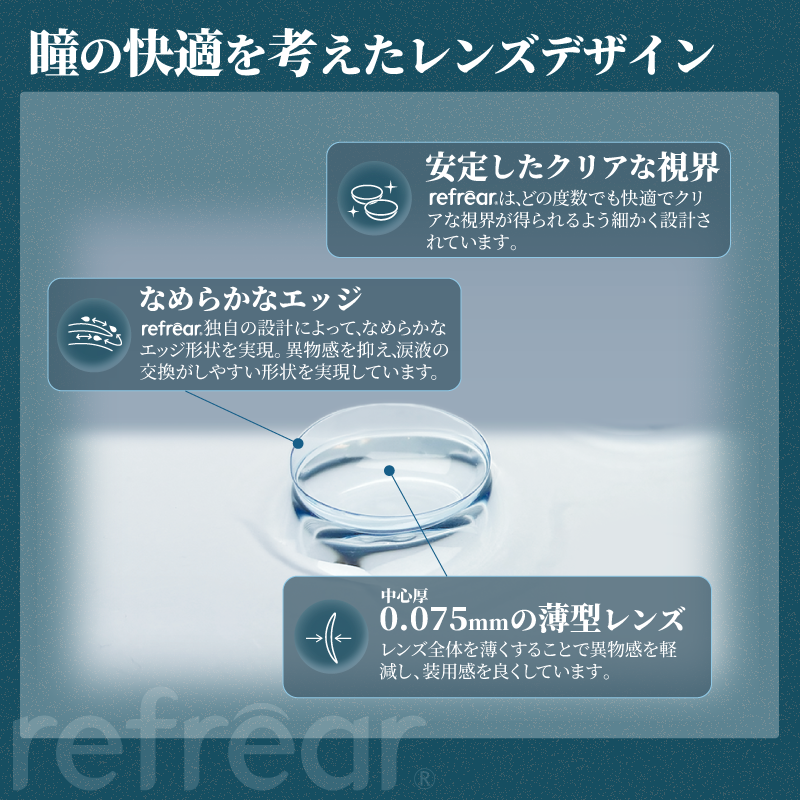 瞳の快適を考えたレンズデザイン
安定したクリアな視界
refrear®は、どの度数でも快適でクリ
アな視界が得られるよう細かく設計さ
れています。
なめらかなエッジ
refrear®独自の設計によって、なめらかな
エッジ形状を実現。異物感を抑え、涙液の
交換がしやすい形状を実現しています。
中心厚
0.075mmの薄型レンズ
レンズ全体を薄くすることで異物感を軽
減し、装用感を良くしています。
refrear®